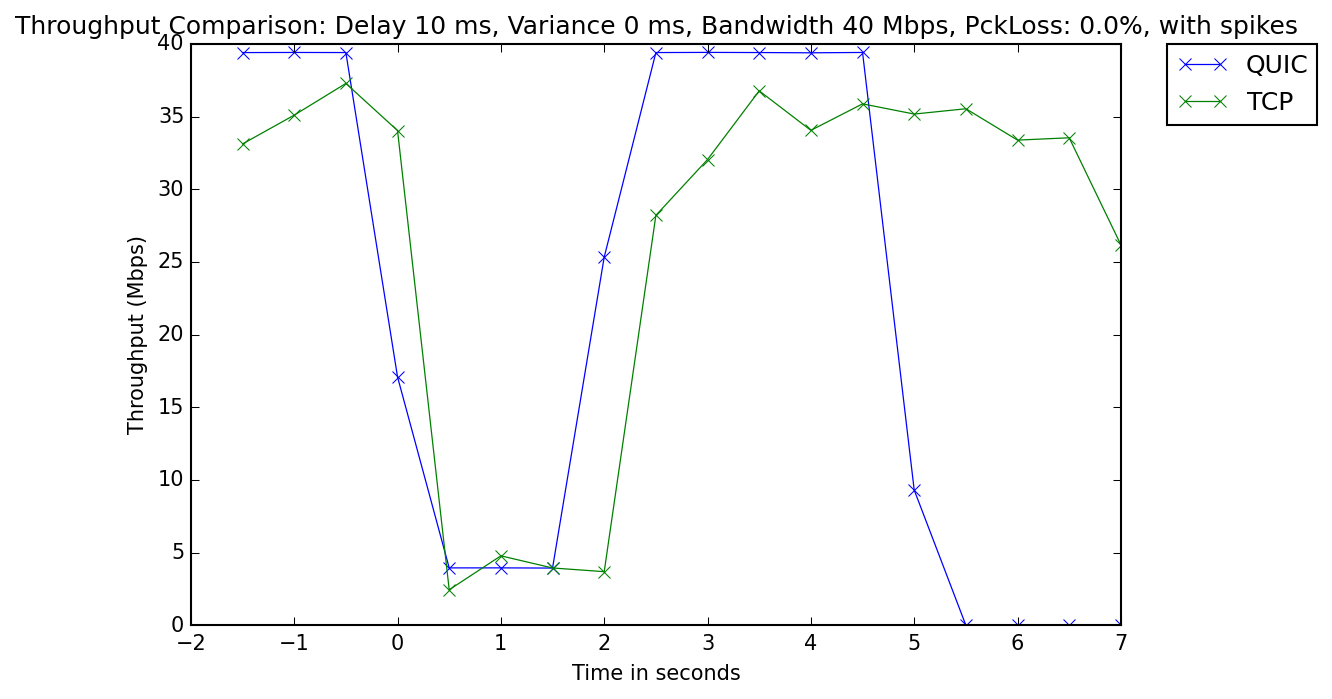 Throughput Comparison: Delay 10 ms, Variance 0 ms, Bandwidth 40 Mbps, PckLoss: 0.0%, with spikes
QUIC
TCP
Throughput (Mbps)
40
35
30
25
20
15
10
5
0
−2 −1 0 1 2 3 4 5 6 7
Time in seconds